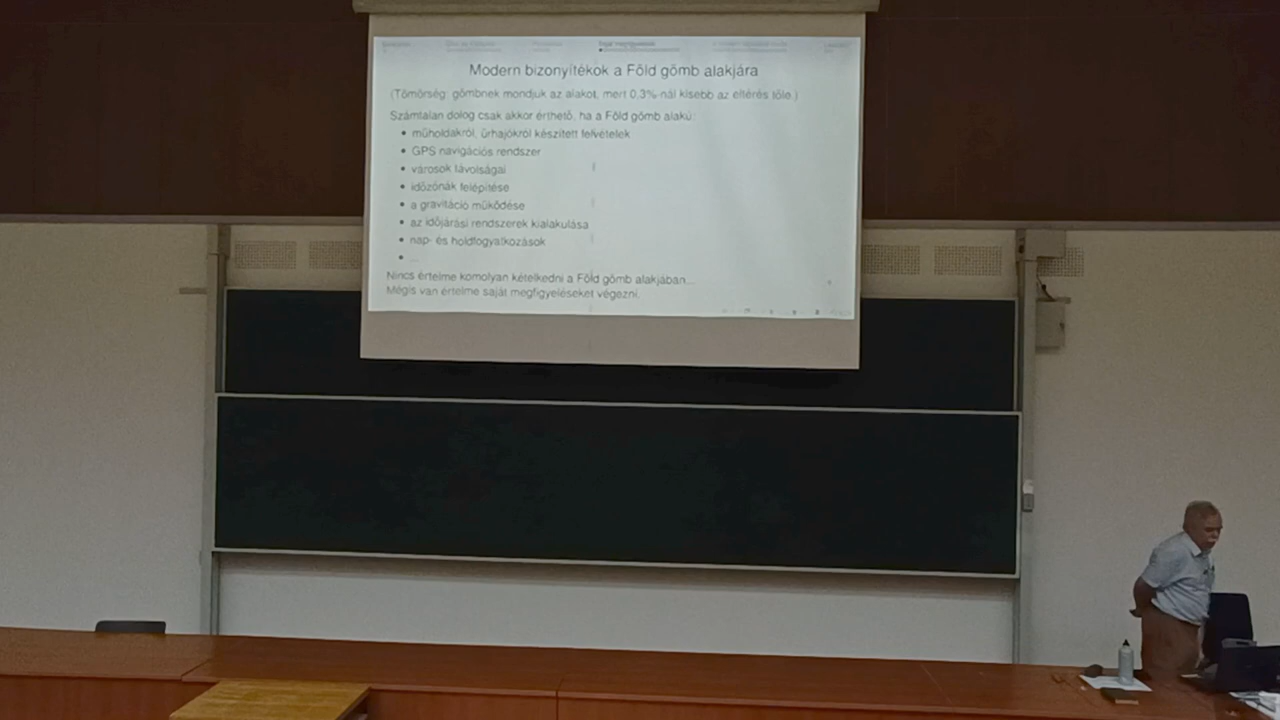 Modern bizonyítékok a Föld gömb alakjára
(Tömörség: gömbnek mondjuk az alakot, mert 0,3%-nál kisebb az eltérés tőle.)
Számtalan dolog csak akkor érthető, ha a Föld gömb alakú:
• műholdakról, űrhajókról készített felvételek
• GPS navigációs rendszer
• városok távolságai
• időzónák felépítése
• a gravitáció működése
• az időjárási rendszerek kialakulása
• nap- és holdfogyatkozások
• ...
Nincs értelme komolyan kételkedni a Föld gömb alakjában...
Mégis van értelme saját megfigyeléseket végezni.